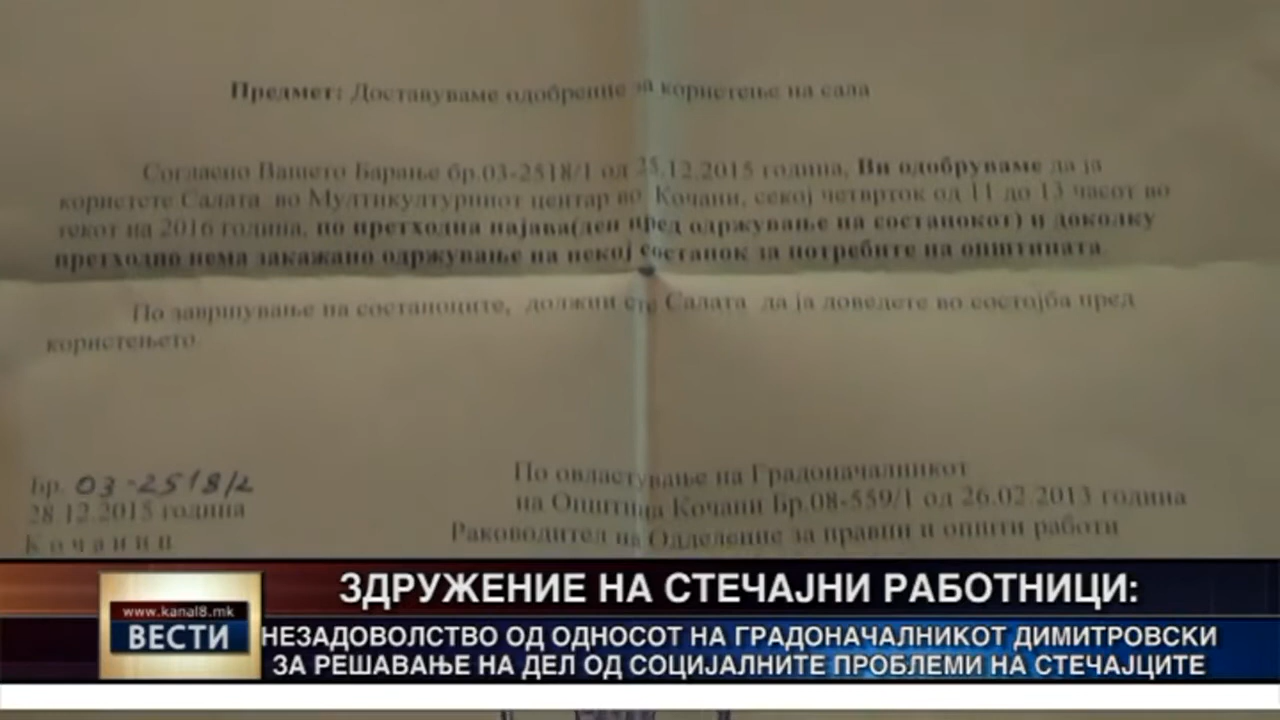 Предмет: Доставуваме одобрение за користење на сала
Согласно Вашето Барање бр.03-2518/1 од 25.12.2015 година, Ви одобруваме да ја
користете Салата во Мултикултурниот центар во Кочани, секој четврток од 11 до 13 часот во
текот на 2016 година, по претходна најава(ден пред одржување на состанокот) и доколку
претходно нема закажано одржување на некој состанок за потребите на општината.
По завршување на состаноците, должни сте Салата да ја доведете во состојба пред
користењето.
Бр. 03-2518/2
28.12.2015 година
К о ч а н и
По овластување на Градоначалникот
на Општина Кочани Бр.08-559/1 од 26.02.2013 година
Раководител на Одделение за правни и општи работи
ЗДРУЖЕНИЕ НА СТЕЧАЈНИ РАБОТНИЦИ:
www.kanal8.mk
ВЕСТИ
НЕЗАДОВОЛСТВО ОД ОДНОСОТ НА ГРАДОНАЧАЛНИКОТ ДИМИТРОВСКИ
ЗА РЕШАВАЊЕ НА ДЕЛ ОД СОЦИЈАЛНИТЕ ПРОБЛЕМИ НА СТЕЧАЈЦИТЕ